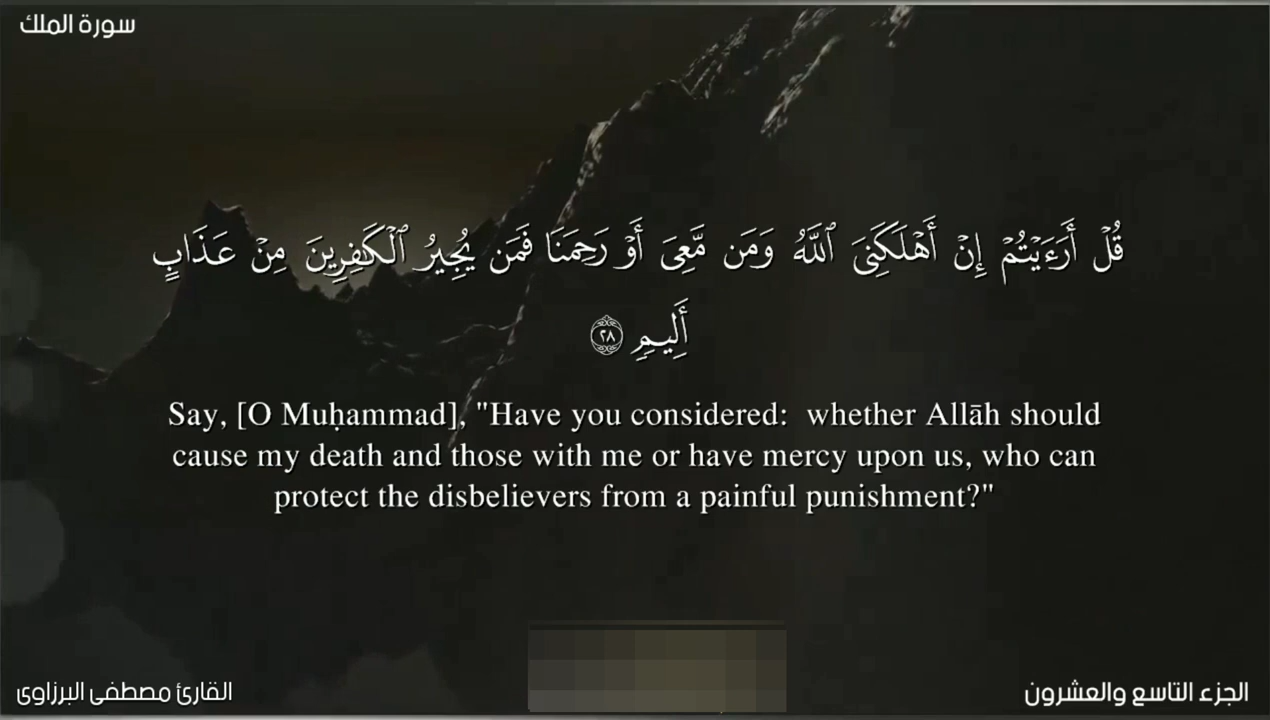 سورة الملك
قُلْ أَرَءَيْتُمْ إِنْ أَهْلَكَنِىَ ٱللَّهُ وَمَن مَّعِىَ أَوْ رَحِمَنَا فَمَن يُجِيرُ ٱلْكَـٰفِرِينَ مِنْ عَذَابٍ
أَلِيمٍ ٢٨
Say, [O Muḥammad], "Have you considered: whether Allāh should
cause my death and those with me or have mercy upon us, who can
protect the disbelievers from a painful punishment?"
الجزء التاسع والعشرون
القارئ مصطفى البرزاوى